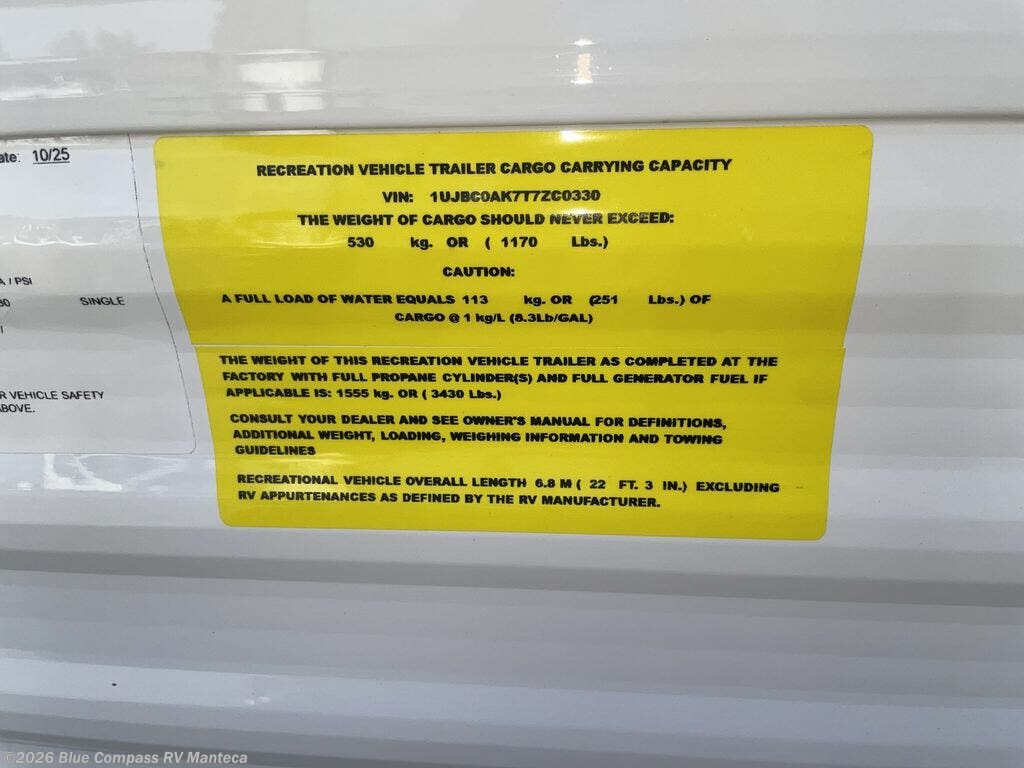 ate: 10/25
RECREATION VEHICLE TRAILER CARGO CARRYING CAPACITY
VIN: 1UJBC0AK7T7ZC0330
THE WEIGHT OF CARGO SHOULD NEVER EXCEED:
530 kg. OR ( 1170 Lbs.)
CAUTION:
A / PSI
SINGLE
A FULL LOAD OF WATER EQUALS 113 kg. OR (251 Lbs.) OF
CARGO @ 1 kg/L (8.3Lb/GAL)
THE WEIGHT OF THIS RECREATION VEHICLE TRAILER AS COMPLETED AT THE
FACTORY WITH FULL PROPANE CYLINDER(S) AND FULL GENERATOR FUEL IF
APPLICABLE IS: 1555 kg. OR ( 3430 Lbs.)
R VEHICLE SAFETY
ABOVE.
CONSULT YOUR DEALER AND SEE OWNER'S MANUAL FOR DEFINITIONS,
ADDITIONAL WEIGHT, LOADING, WEIGHING INFORMATION AND TOWING
GUIDELINES
RECREATIONAL VEHICLE OVERALL LENGTH 6.8 M ( 22 FT. 3 IN.) EXCLUDING
RV APPURTENANCES AS DEFINED BY THE RV MANUFACTURER.
©2026 Blue Compass RV Manteca